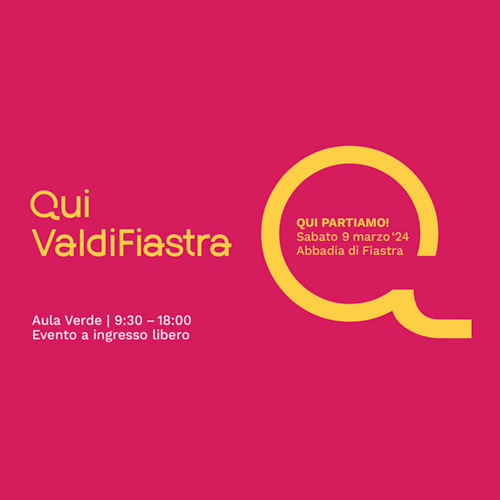 Qui
ValdiFiastra
QUI PARTIAMO!
Sabato 9 marzo ‘24
Abbadia di Fiastra
Aula Verde | 9:30 – 18:00
Evento a ingresso libero